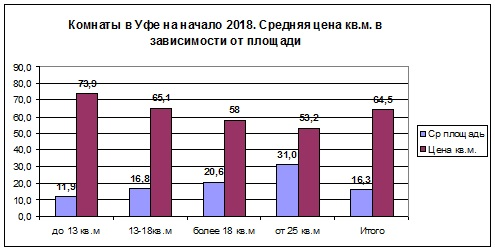 Комнаты в Уфе на начало 2018. Средняя цена кв.м. в
зависимости от площади
90,0
80,0
70,0
60,0
50,0
40,0
30,0
20,0
10,0
0,0
73,9
65,1
58
53,2
64,5
11,9
16,8
20,6
31,0
16,3
до 13 кв.м
13-18кв.м
более 18 кв.м
от 25 кв.м
Итого
Ср площадь
Цена кв.м.